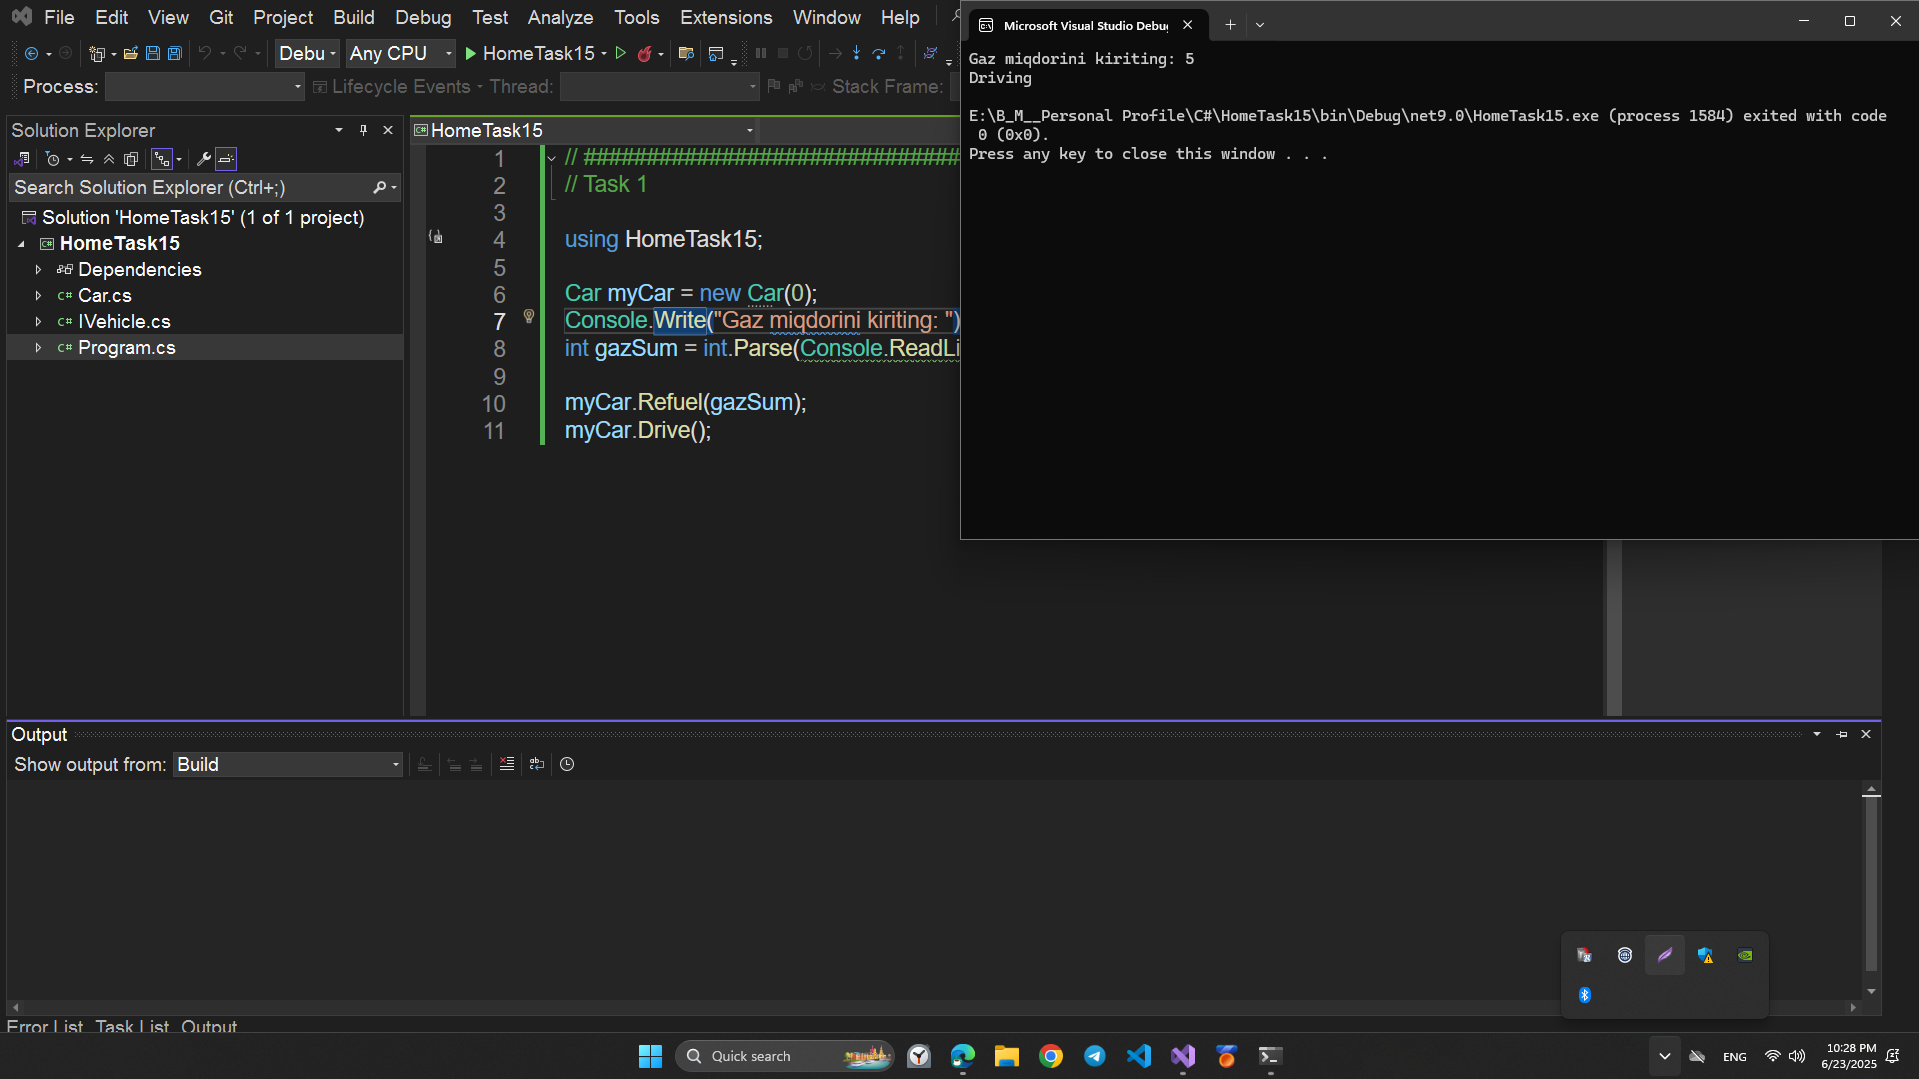 File Edit View Git Project Build Debug Test Analyze Tools Extensions Window Help
Debu Any CPU HomeTask15
Process: Lifecycle Events Thread: Stack Frame:
Solution Explorer
Search Solution Explorer (Ctrl+;)
Solution 'HomeTask15' (1 of 1 project)
HomeTask15
Dependencies
C# Car.cs
C# IVehicle.cs
C# Program.cs
C# HomeTask15
1 // ##################################
2 // Task 1
3
4 using HomeTask15;
5
6 Car myCar = new Car(0);
7 Console.Write("Gaz miqdorini kiriting: ")
8 int gazSum = int.Parse(Console.ReadLi
9
10 myCar.Refuel(gazSum);
11 myCar.Drive();
Microsoft Visual Studio Debug
Gaz miqdorini kiriting: 5
Driving
E:\B_M__Personal Profile\C#\HomeTask15\bin\Debug\net9.0\HomeTask15.exe (process 1584) exited with code
0 (0x0).
Press any key to close this window . . .
Output
Show output from: Build
Error List Task List Output
Quick search
ENG
10:28 PM
6/23/2025